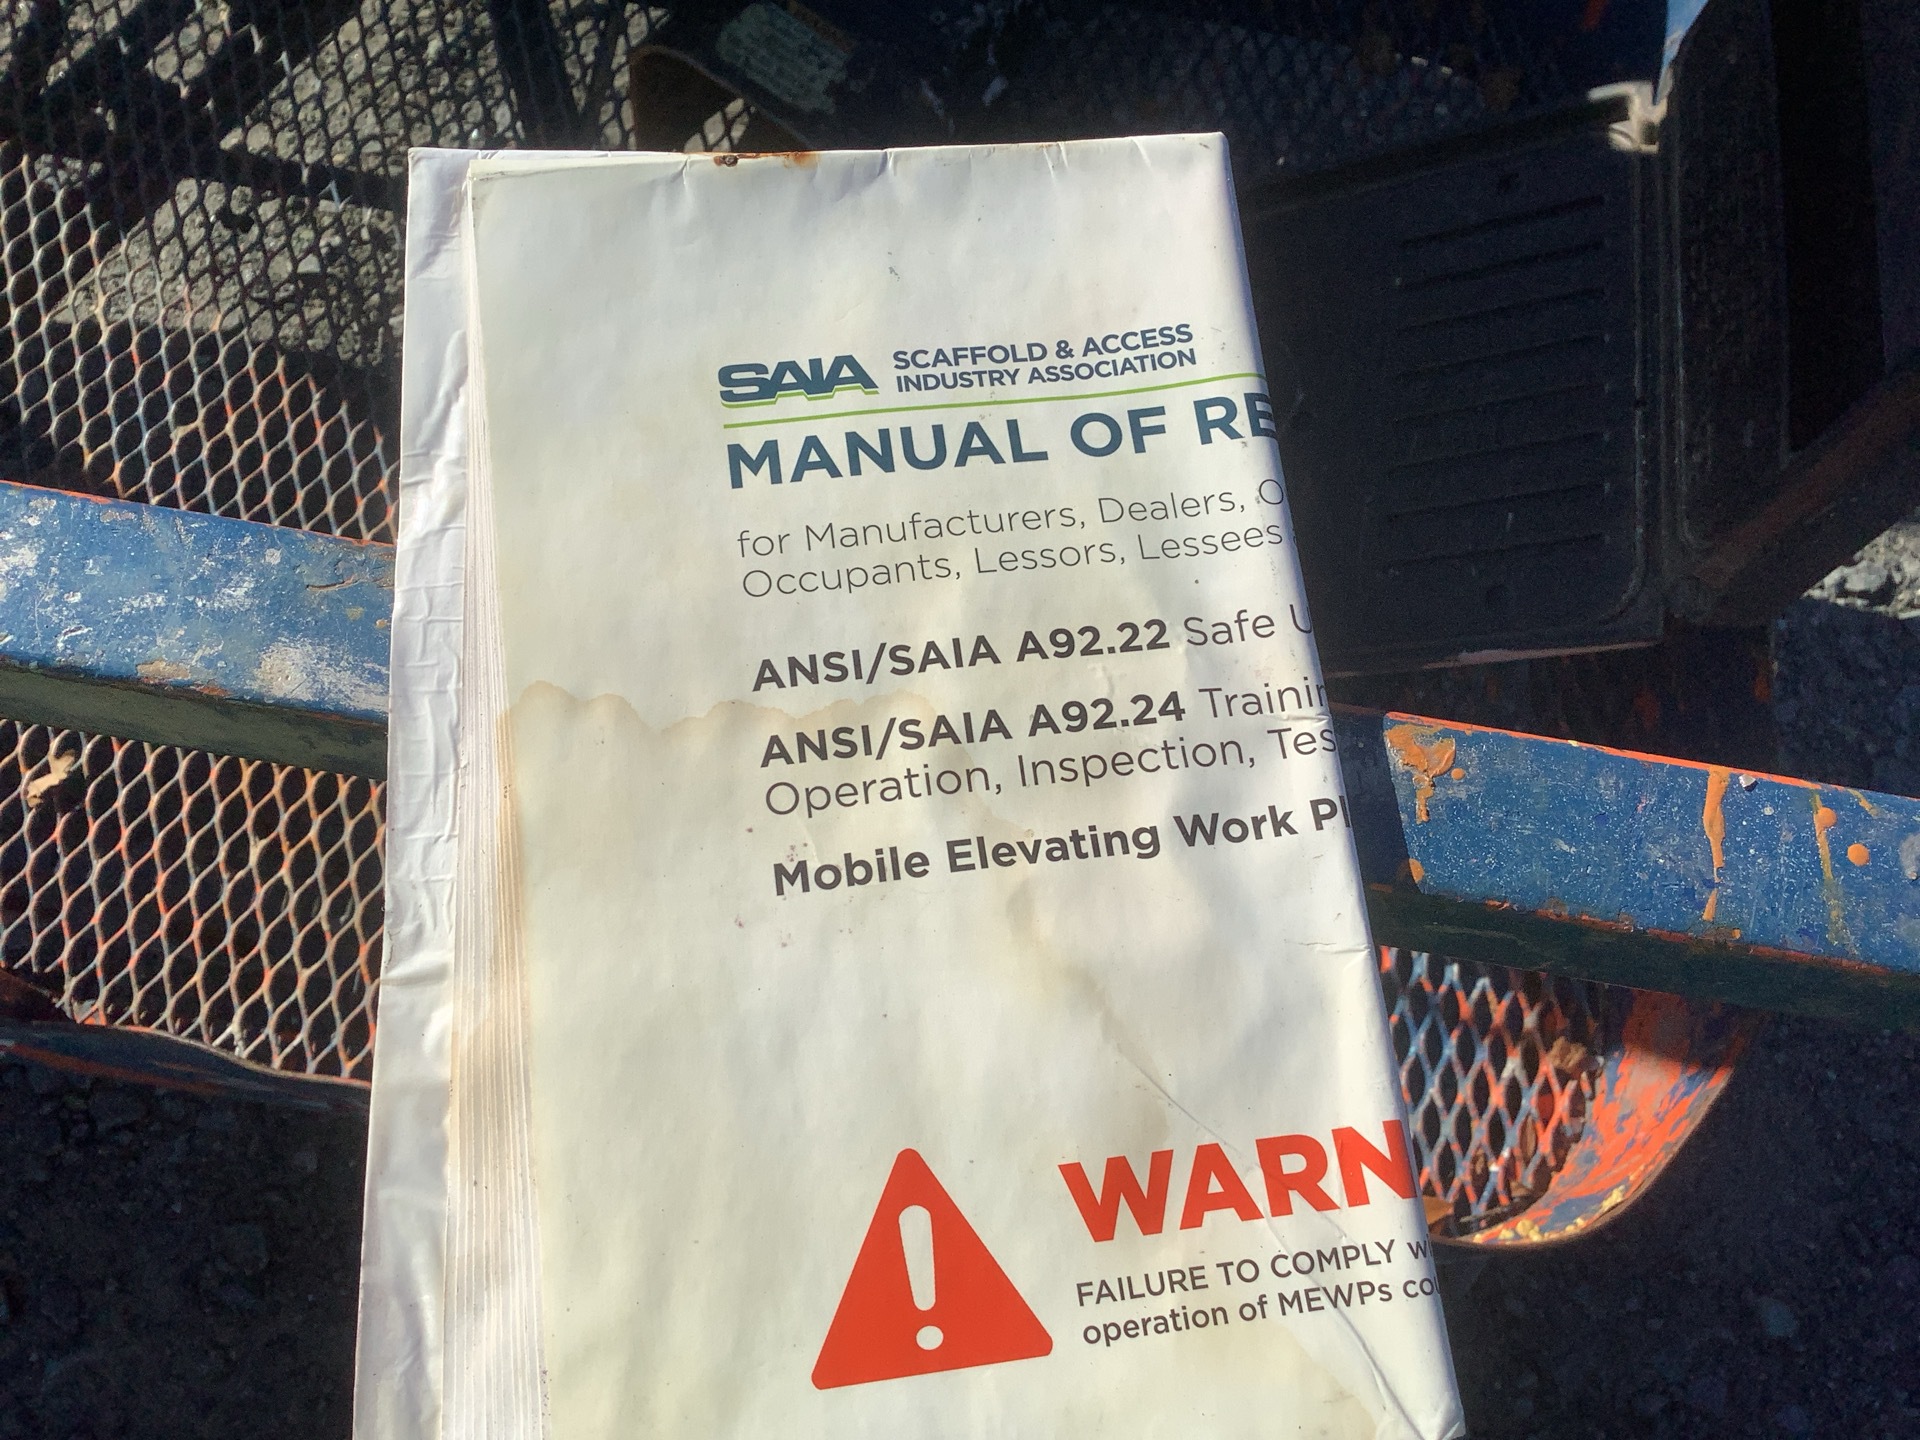 SAIA SCAFFOLD & ACCESS
INDUSTRY ASSOCIATION
MANUAL OF RE
for Manufacturers, Dealers, O
Occupants, Lessors, Lessees
ANSI/SAIA A92.22 Safe U
ANSI/SAIA A92.24 Trainin
Operation, Inspection, Tes
Mobile Elevating Work Pl
WARN
FAILURE TO COMPLY w
operation of MEWPs co